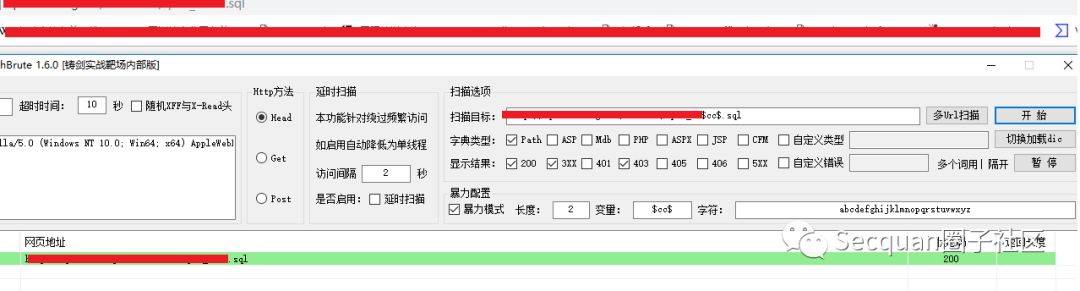 .sql
hBrute 1.6.0 [铸剑实战靶场内部版]
超时时间: 10 秒 随机XFF与X-Read头
lla/5.0 (Windows NT 10.0; Win64; x64) AppleWeb
Http方法
Head
Get
Post
延时扫描
本功能针对绕过频繁访问
如启用自动降低为单线程
访问间隔 2 秒
是否启用: 延时扫描
扫描选项
扫描目标: $cc$.sql 多Url扫描 开 始
字典类型: Path ASP Mdb PHP ASPX JSP CFM 自定义类型 切换加载dic
显示结果: 200 3XX 401 403 405 406 5XX 自定义错误 多个词用|隔开 暂 停
暴力配置
暴力模式 长度: 2 变量: $cc$ 字符: abcdefghijklmnopqrstuvwxyz
Secquan圈子社区
网页地址
.sql 200